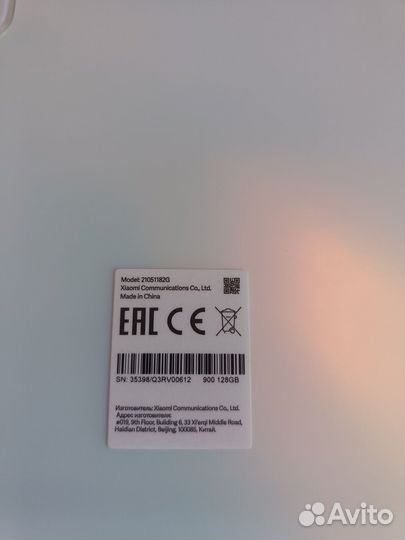 Model: 21051182G
Xiaomi Communications Co., Ltd.
Made in China
EAC CE
SN: 35398/Q3RV00612 900 128GB
Изготовитель: Xiaomi Communications Co., Ltd.
Адрес изготовителя:
#019, 9th Floor, Building 6, 33 Xi'erqi Middle Road,
Haidian District, Beijing, 100085, Китай.
Avito